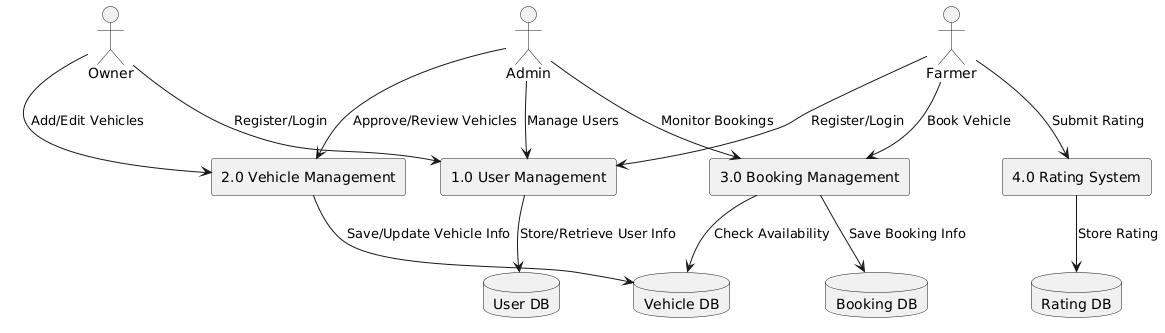 Owner
Admin
Farmer
Add/Edit Vehicles
Register/Login
Approve/Review Vehicles
Manage Users
Monitor Bookings
Register/Login
Book Vehicle
Submit Rating
2.0 Vehicle Management
1.0 User Management
3.0 Booking Management
4.0 Rating System
Save/Update Vehicle Info
Store/Retrieve User Info
Check Availability
Save Booking Info
Store Rating
User DB
Vehicle DB
Booking DB
Rating DB